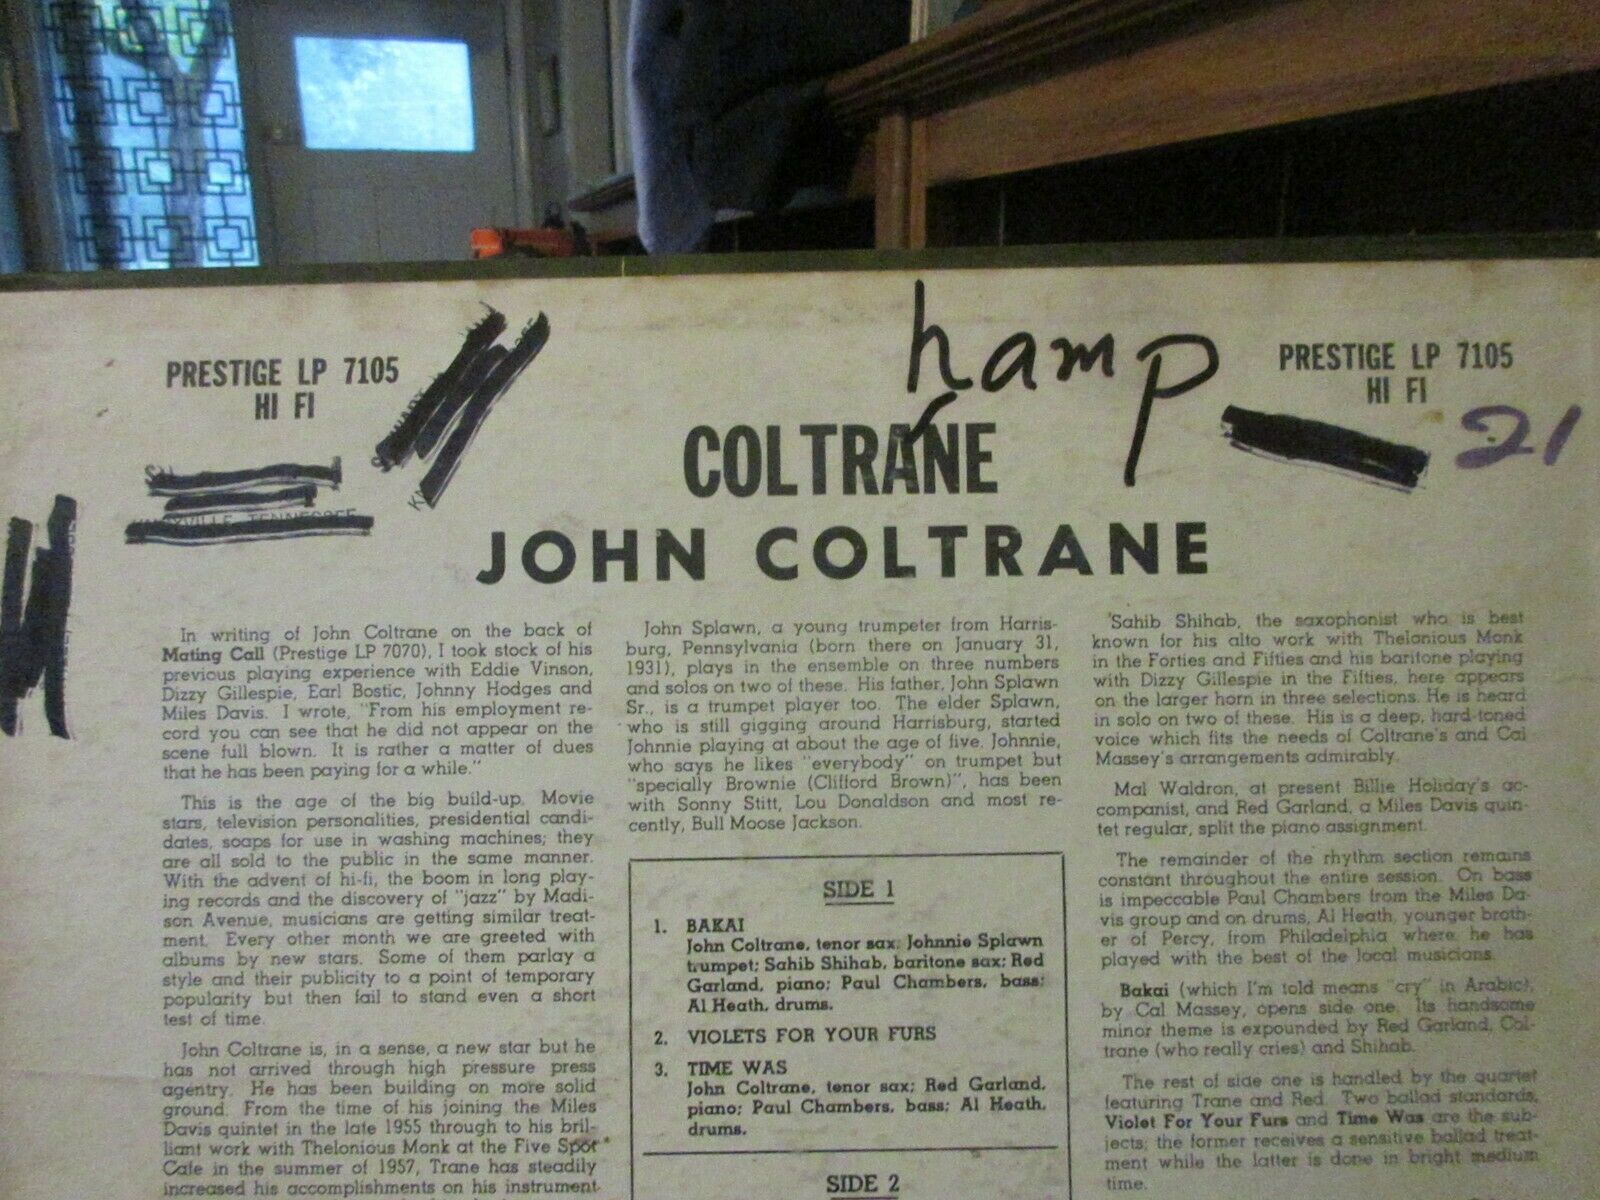 hamp
PRESTIGE LP 7105
HI FI
PRESTIGE LP 7105
HI FI
21
KNOXVILLE, TENNESSEE
COLTRANE
JOHN COLTRANE
In writing of John Coltrane on the back of
Mating Call (Prestige LP 7070), I took stock of his
previous playing experience with Eddie Vinson,
Dizzy Gillespie, Earl Bostic, Johnny Hodges and
Miles Davis. I wrote, "From his employment re-
cord you can see that he did not appear on the
scene full blown. It is rather a matter of dues
that he has been paying for a while."
This is the age of the big build-up. Movie
stars, television personalities, presidential candi-
dates, soaps for use in washing machines; they
are all sold to the public in the same manner.
With the advent of hi-fi, the boom in long play-
ing records and the discovery of "jazz" by Madi-
son Avenue, musicians are getting similar treat-
ment. Every other month we are greeted with
albums by new stars. Some of them parlay a
style and their publicity to a point of temporary
popularity but then fail to stand even a short
test of time.
John Coltrane is, in a sense, a new star but he
has not arrived through high pressure press
agentry. He has been building on more solid
ground. From the time of his joining the Miles
Davis quintet in the late 1955 through to his bril-
liant work with Thelonious Monk at the Five Spot
Cafe in the summer of 1957, Trane has steadily
increased his accomplishments on his instrument
John Splawn, a young trumpeter from Harris-
burg, Pennsylvania (born there on January 31,
1931), plays in the ensemble on three numbers
and solos on two of these. His father, John Splawn
Sr., is a trumpet player too. The elder Splawn,
who is still gigging around Harrisburg, started
Johnnie playing at about the age of five. Johnnie,
who says he likes "everybody" on trumpet but
"specially Brownie (Clifford Brown)", has been
with Sonny Stitt, Lou Donaldson and most re-
cently, Bull Moose Jackson.
SIDE 1
1. BAKAI
John Coltrane, tenor sax; Johnnie Splawn
trumpet; Sahib Shihab, baritone sax; Red
Garland, piano; Paul Chambers, bass;
Al Heath, drums.
2. VIOLETS FOR YOUR FURS
3. TIME WAS
John Coltrane, tenor sax; Red Garland,
piano; Paul Chambers, bass; Al Heath,
drums.
SIDE 2
'Sahib Shihab, the saxophonist who is best
known for his alto work with Thelonious Monk
in the Forties and Fifties and his baritone playing
with Dizzy Gillespie in the Fifties, here appears
on the larger horn in three selections. He is heard
in solo on two of these. His is a deep, hard-toned
voice which fits the needs of Coltrane's and Cal
Massey's arrangements admirably.
Mal Waldron, at present Billie Holiday's ac-
companist, and Red Garland, a Miles Davis quin-
tet regular, split the piano assignment.
The remainder of the rhythm section remains
constant throughout the entire session. On bass
is impeccable Paul Chambers from the Miles Da-
vis group and on drums, Al Heath, younger broth-
er of Percy, from Philadelphia where he has
played with the best of the local musicians.
Bakai (which I'm told means "cry" in Arabic),
by Cal Massey, opens side one. Its handsome
minor theme is expounded by Red Garland, Col-
trane (who really cries) and Shihab.
The rest of side one is handled by the quartet
featuring Trane and Red. Two ballad standards,
Violet For Your Furs and Time Was are the sub-
jects; the former receives a sensitive ballad treat-
ment while the latter is done in bright medium
time.